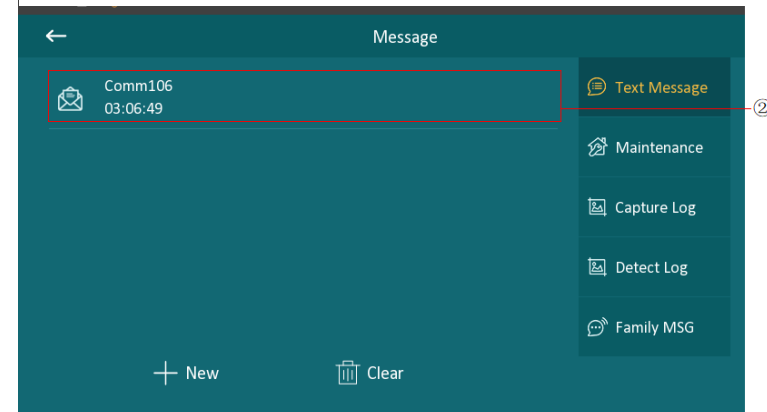 Message
Comm106
03:06:49
Text Message
②
Maintenance
Capture Log
Detect Log
Family MSG
New
Clear